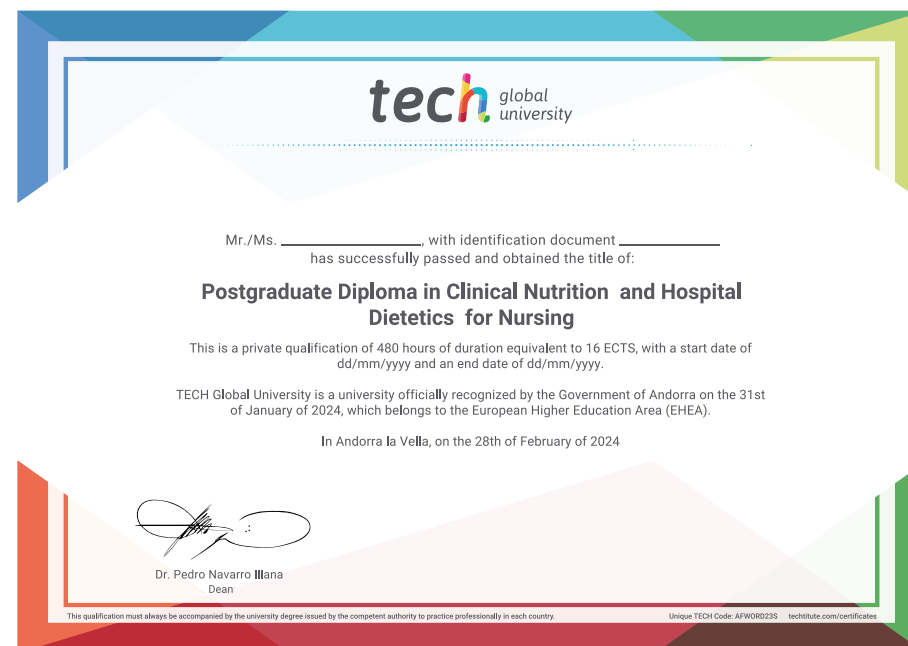 tech global university
Mr./Ms. ____________, with identification document ____________
has successfully passed and obtained the title of:
Postgraduate Diploma in Clinical Nutrition and Hospital
Dietetics for Nursing
This is a private qualification of 480 hours of duration equivalent to 16 ECTS, with a start date of
dd/mm/yyyy and an end date of dd/mm/yyyy.
TECH Global University is a university officially recognized by the Government of Andorra on the 31st
of January of 2024, which belongs to the European Higher Education Area (EHEA).
In Andorra la Vella, on the 28th of February of 2024
Dr. Pedro Navarro Illana
Dean
This qualification must always be accompanied by the university degree issued by the competent authority to practice professionally in each country.
Unique TECH Code: AFWORD23S techtitute.com/certificates